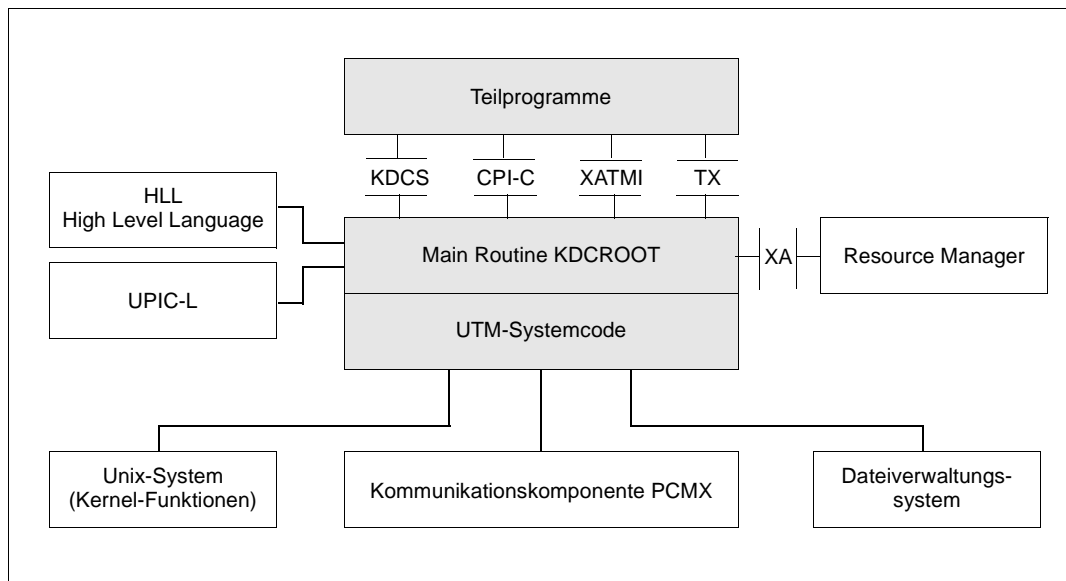 Teilprogramme
KDCS
CPI-C
XATMI
TX
HLL
High Level Language
UPIC-L
Main Routine KDCROOT
XA
Resource Manager
UTM-Systemcode
Unix-System
(Kernel-Funktionen)
Kommunikationskomponente PCMX
Dateiverwaltungs-
system